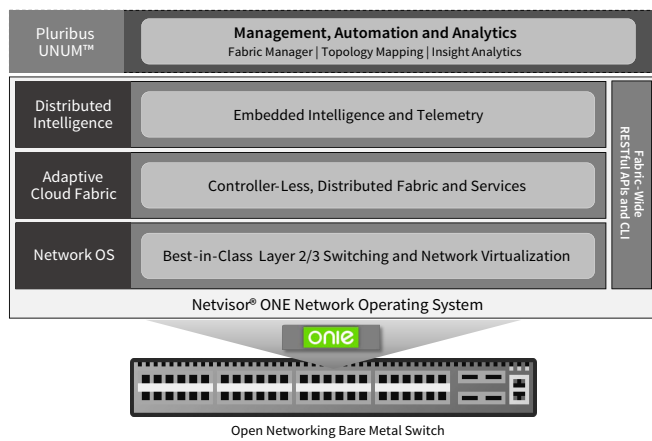 Pluribus
UNUM™
Management, Automation and Analytics
Fabric Manager | Topology Mapping | Insight Analytics
Distributed
Intelligence
Embedded Intelligence and Telemetry
Adaptive
Cloud Fabric
Controller-Less, Distributed Fabric and Services
Network OS
Best-in-Class Layer 2/3 Switching and Network Virtualization
Fabric-Wide
RESTful APIs and CLI
Netvisor® ONE Network Operating System
onie
Open Networking Bare Metal Switch